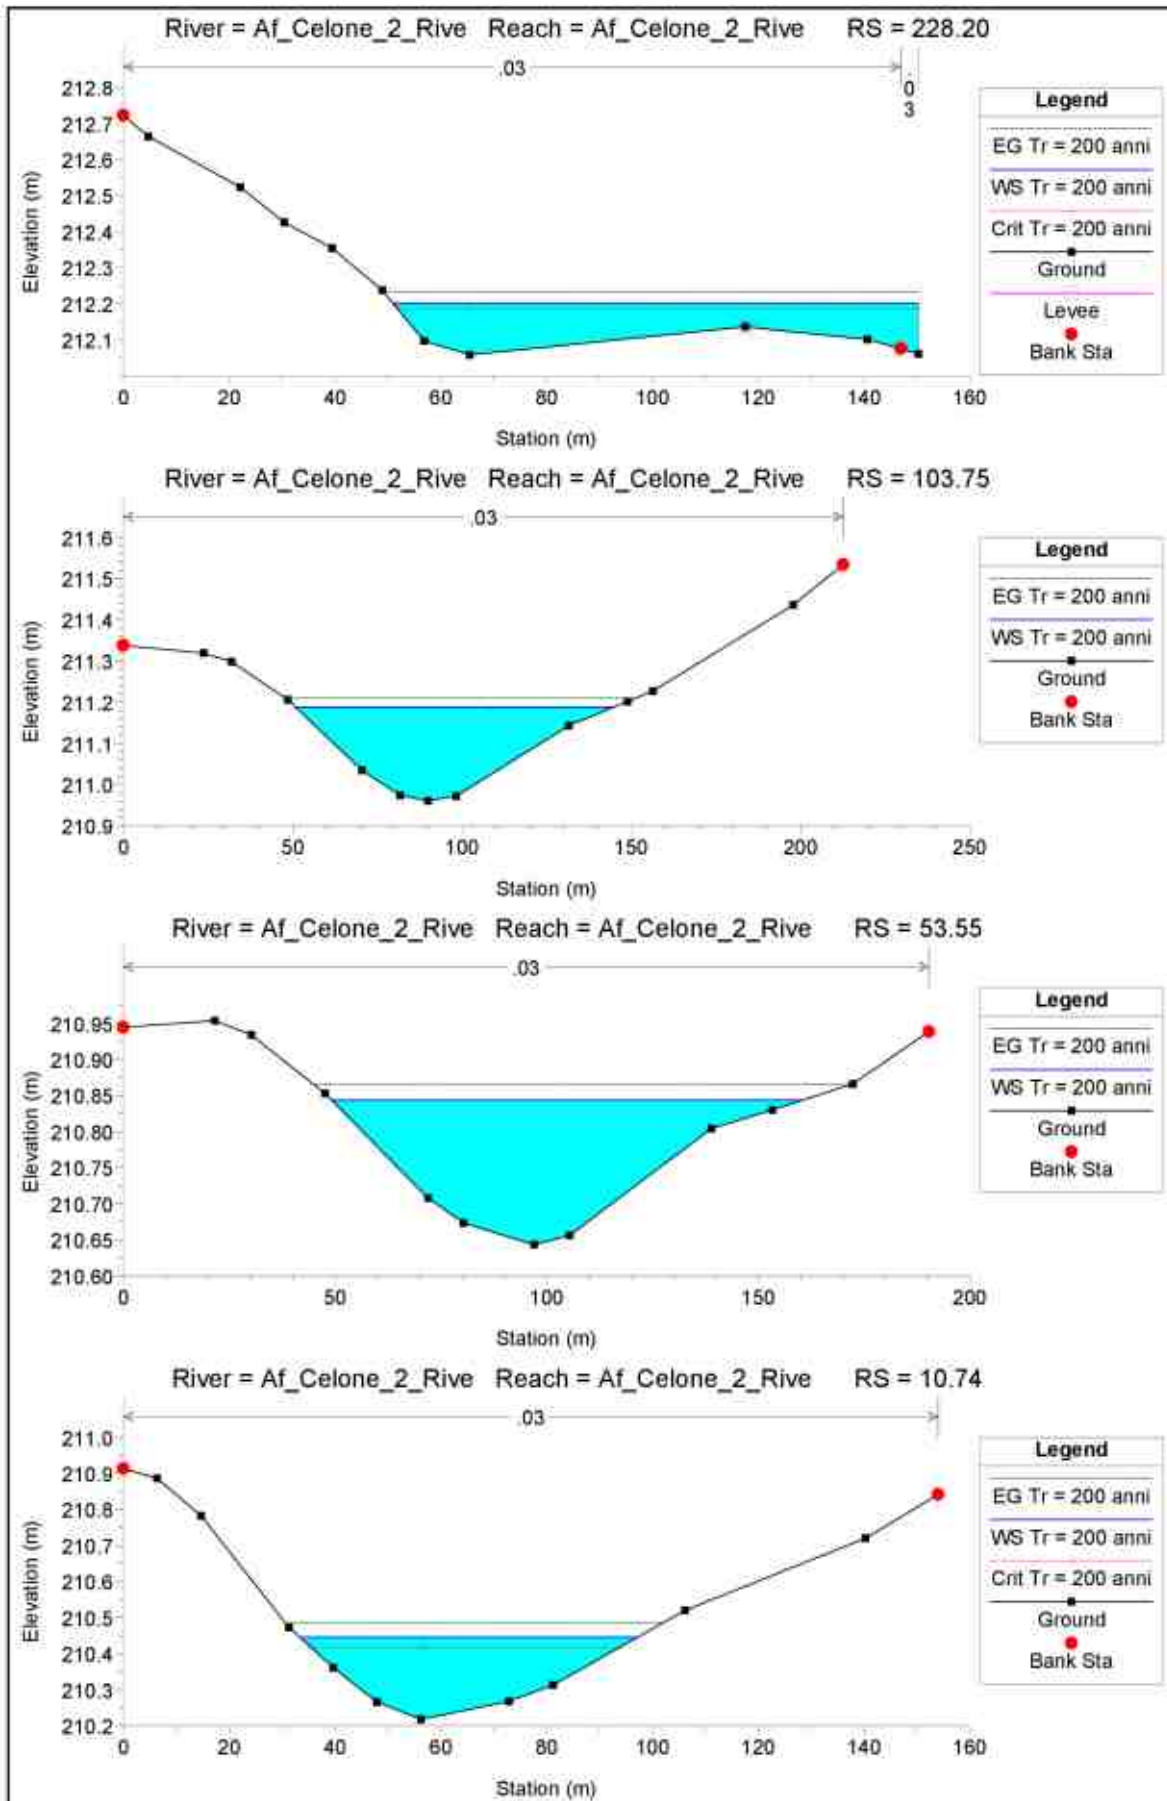 River = Af_Celone_2_Rive Reach = Af_Celone_2_Rive RS = 228.20
.03
.03
212.8
212.7
212.6
212.5
212.4
212.3
212.2
212.1
Elevation (m)
0 20 40 60 80 100 120 140 160
Station (m)
Legend
EG Tr = 200 anni
WS Tr = 200 anni
Crit Tr = 200 anni
Ground
Levee
Bank Sta
River = Af_Celone_2_Rive Reach = Af_Celone_2_Rive RS = 103.75
.03
211.6
211.5
211.4
211.3
211.2
211.1
211.0
210.9
Elevation (m)
0 50 100 150 200 250
Station (m)
Legend
EG Tr = 200 anni
WS Tr = 200 anni
Ground
Bank Sta
River = Af_Celone_2_Rive Reach = Af_Celone_2_Rive RS = 53.55
.03
210.95
210.90
210.85
210.80
210.75
210.70
210.65
210.60
Elevation (m)
0 50 100 150 200
Station (m)
Legend
EG Tr = 200 anni
WS Tr = 200 anni
Ground
Bank Sta
River = Af_Celone_2_Rive Reach = Af_Celone_2_Rive RS = 10.74
.03
211.0
210.9
210.8
210.7
210.6
210.5
210.4
210.3
210.2
Elevation (m)
0 20 40 60 80 100 120 140 160
Station (m)
Legend
EG Tr = 200 anni
WS Tr = 200 anni
Crit Tr = 200 anni
Ground
Bank Sta